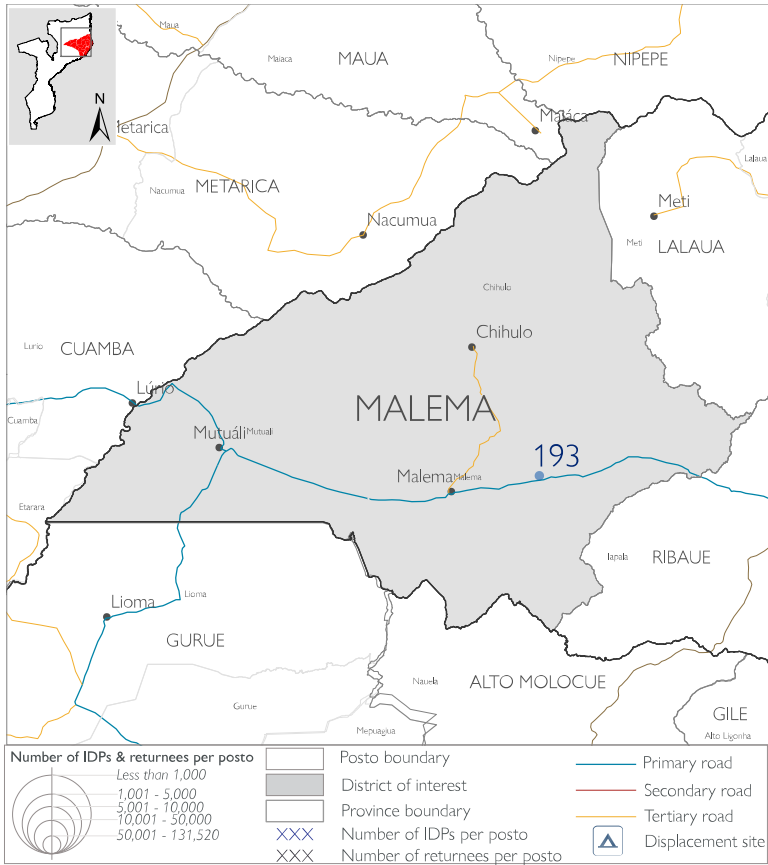 N
Maua
Maiaca
MAUA
Nipepe
NIPEPE
Metarica
Maiáca
Lalaua
Nacumua
METARICA
Nacumua
Meti
Meti
LALAUA
Chihulo
Lurio
CUAMBA
Chihulo
Lúrio
MALEMA
Cuamba
Mutuáli Mutuali
193
Malema Malema
Etarara
Iapala
RIBAUE
Lioma
Lioma
GURUE
Nauela
ALTO MOLOCUE
Gurue
GILE
Mepuagiua
Alto Ligonha
Number of IDPs & returnees per posto
Less than 1,000
1,001 - 5,000
5,001 - 10,000
10,001 - 50,000
50,001 - 131,520
Posto boundary
District of interest
Province boundary
XXX Number of IDPs per posto
XXX Number of returnees per posto
Primary road
Secondary road
Tertiary road
Displacement site